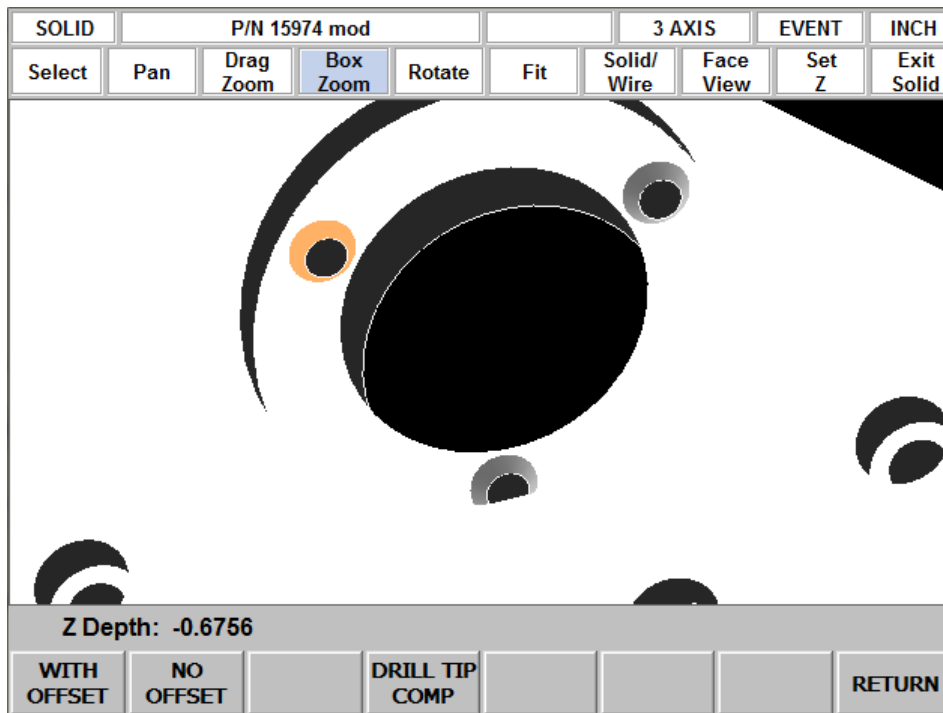 SOLID P/N 15974 mod 3 AXIS EVENT INCH
Select Pan Drag Zoom Box Zoom Rotate Fit Solid/ Wire Face View Set Z Exit Solid
Z Depth: -0.6756
WITH OFFSET NO OFFSET DRILL TIP COMP RETURN